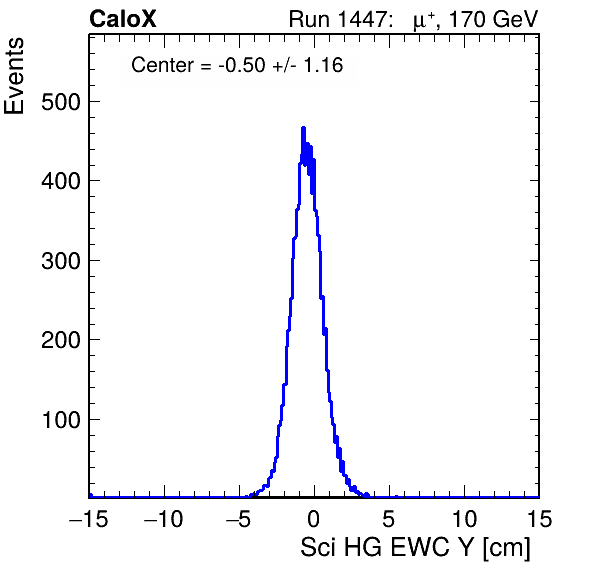 CaloX Run 1447: μ⁺, 170 GeV
Center = -0.50 +/- 1.16
Events
500
400
300
200
100
−15 −10 −5 0 5 10 15
Sci HG EWC Y [cm]